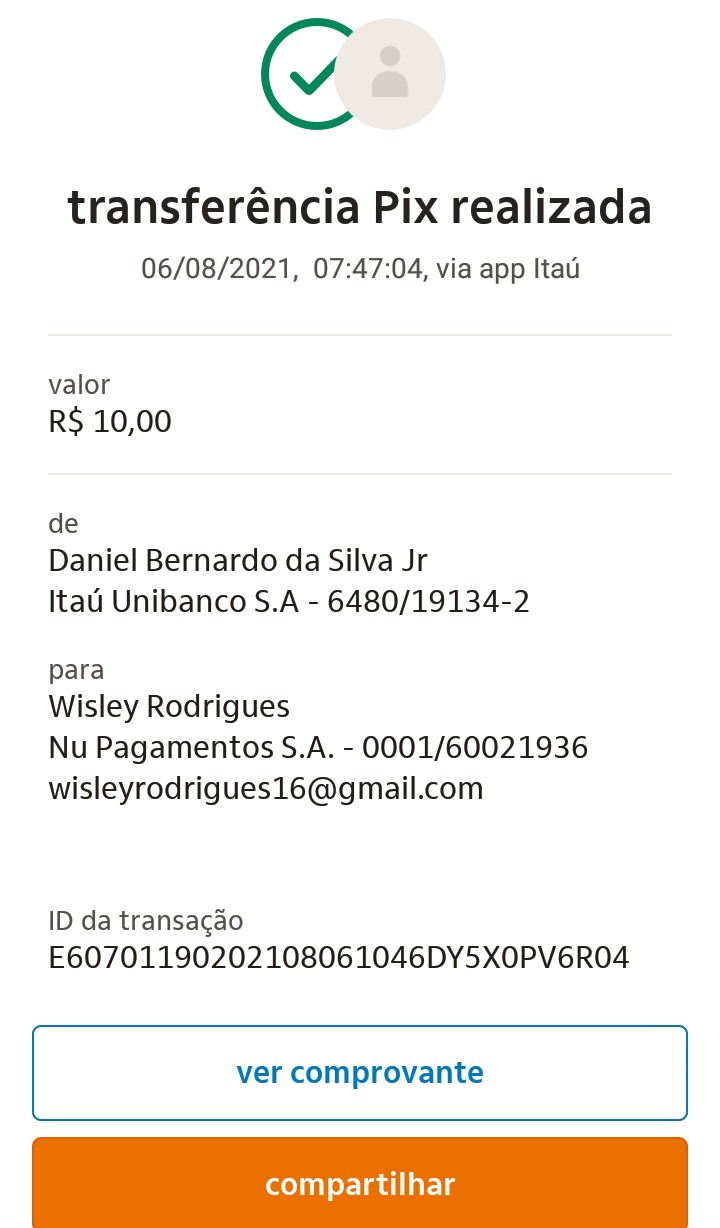 transferência Pix realizada
06/08/2021, 07:47:04, via app Itaú
valor
R$ 10,00
de
Daniel Bernardo da Silva Jr
Itaú Unibanco S.A - 6480/19134-2
para
Wisley Rodrigues
Nu Pagamentos S.A. - 0001/60021936
wisleyrodrigues16@gmail.com
ID da transação
E60701190202108061046DY5X0PV6R04
ver comprovante
compartilhar